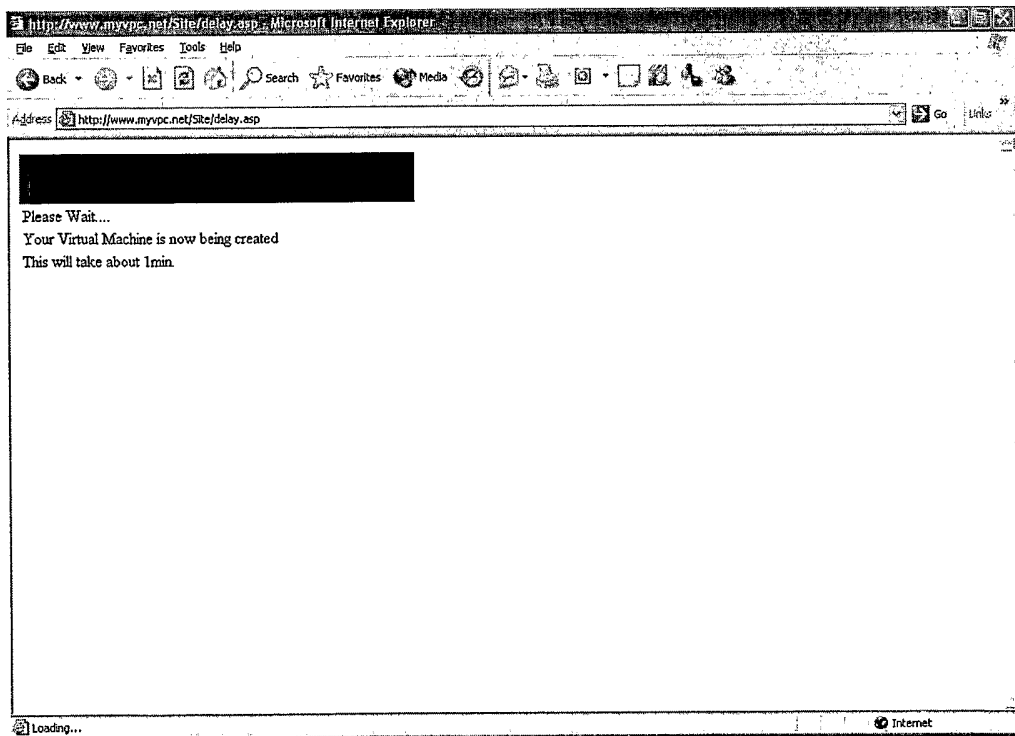 http://www.myvpc.net/Site/delay.asp - Microsoft Internet Explorer
File Edit View Favorites Tools Help
Back Search Favorites Media
Address http://www.myvpc.net/Site/delay.asp Go Links »
Please Wait....
Your Virtual Machine is now being created
This will take about 1min.
Loading... Internet